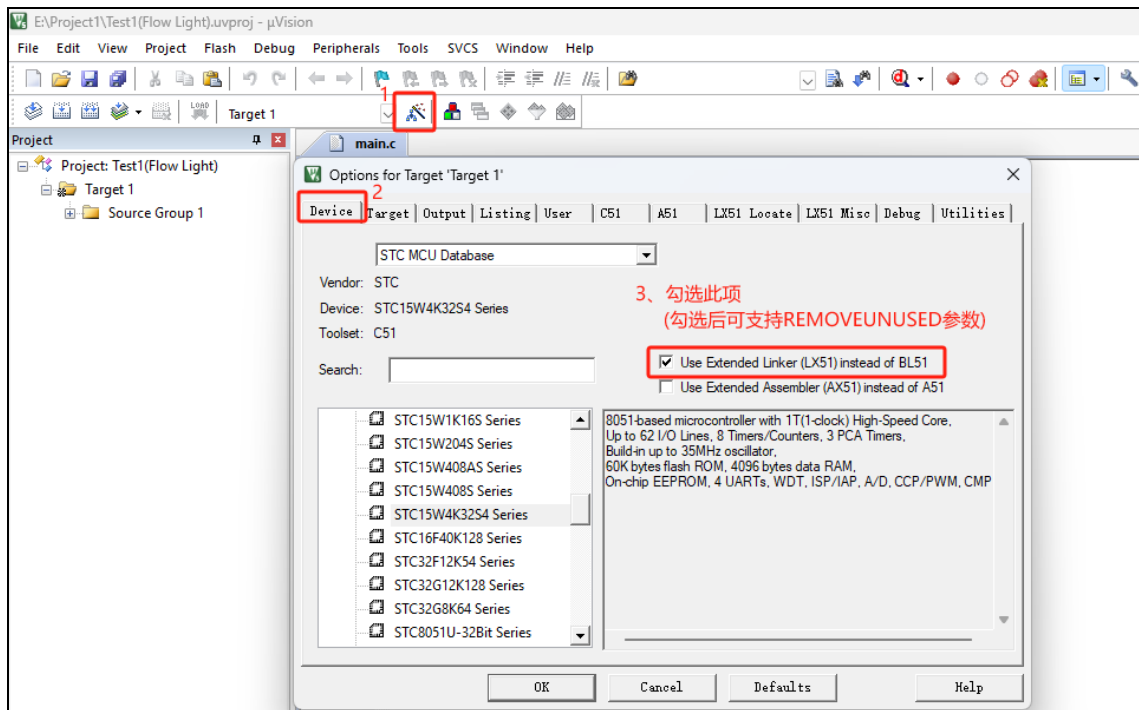 E:\Project1\Test1(Flow Light).uvproj - µVision
File Edit View Project Flash Debug Peripherals Tools SVCS Window Help
1
LOAD
Target 1
Project
main.c
Project: Test1(Flow Light)
Target 1
Source Group 1
Options for Target 'Target 1'
2
Device Target Output Listing User C51 A51 LX51 Locate LX51 Misc Debug Utilities
STC MCU Database
Vendor: STC
Device: STC15W4K32S4 Series
Toolset: C51
Search:
3、勾选此项
(勾选后可支持REMOVEUNUSED参数)
Use Extended Linker (LX51) instead of BL51
Use Extended Assembler (AX51) instead of A51
STC15W1K16S Series
STC15W204S Series
STC15W408AS Series
STC15W408S Series
STC15W4K32S4 Series
STC16F40K128 Series
STC32F12K54 Series
STC32G12K128 Series
STC32G8K64 Series
STC8051U-32Bit Series
8051-based microcontroller with 1T(1-clock) High-Speed Core,
Up to 62 I/O Lines, 8 Timers/Counters, 3 PCA Timers,
Build-in up to 35MHz oscillator,
60K bytes flash ROM, 4096 bytes data RAM,
On-chip EEPROM, 4 UARTs, WDT, ISP/IAP, A/D, CCP/PWM, CMP
OK Cancel Defaults Help